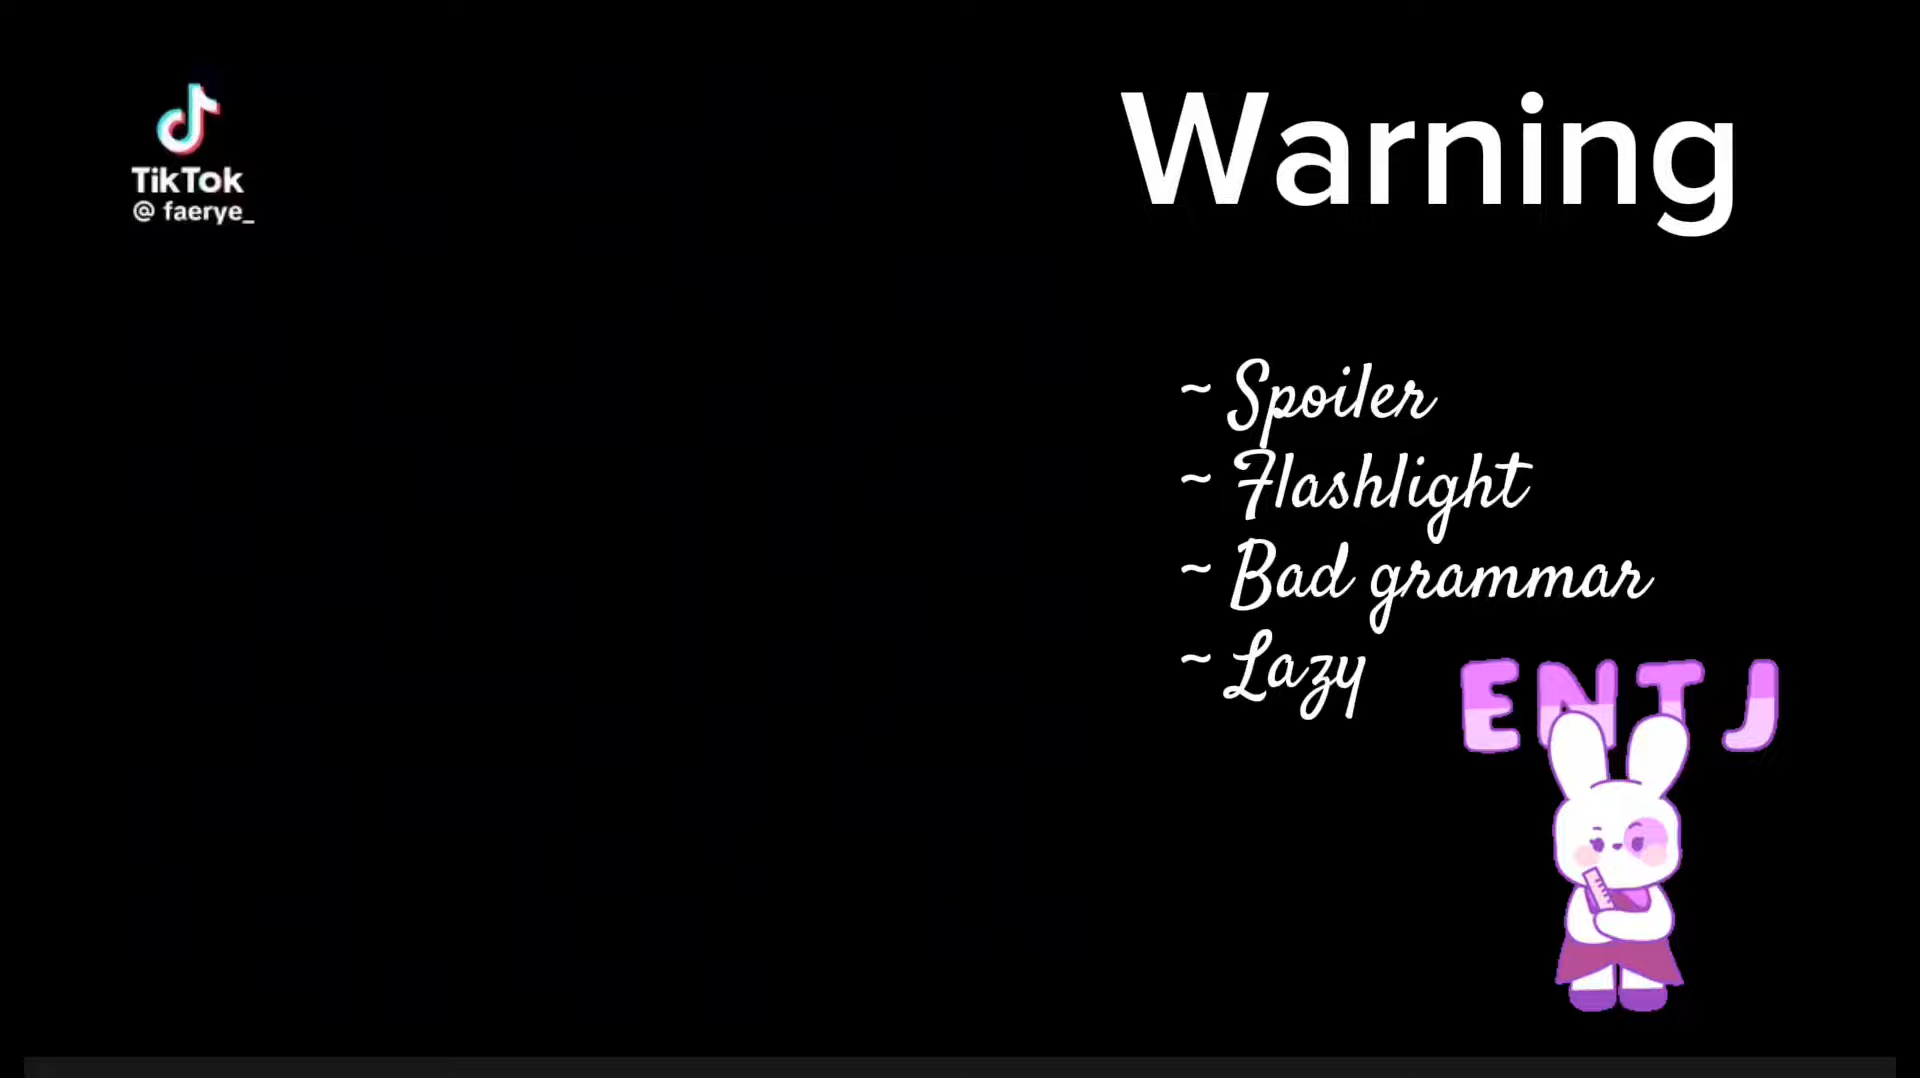 TikTok
@ faerye_
Warning
~ Spoiler
~ Flashlight
~ Bad grammar
~ Lazy
ENTJ